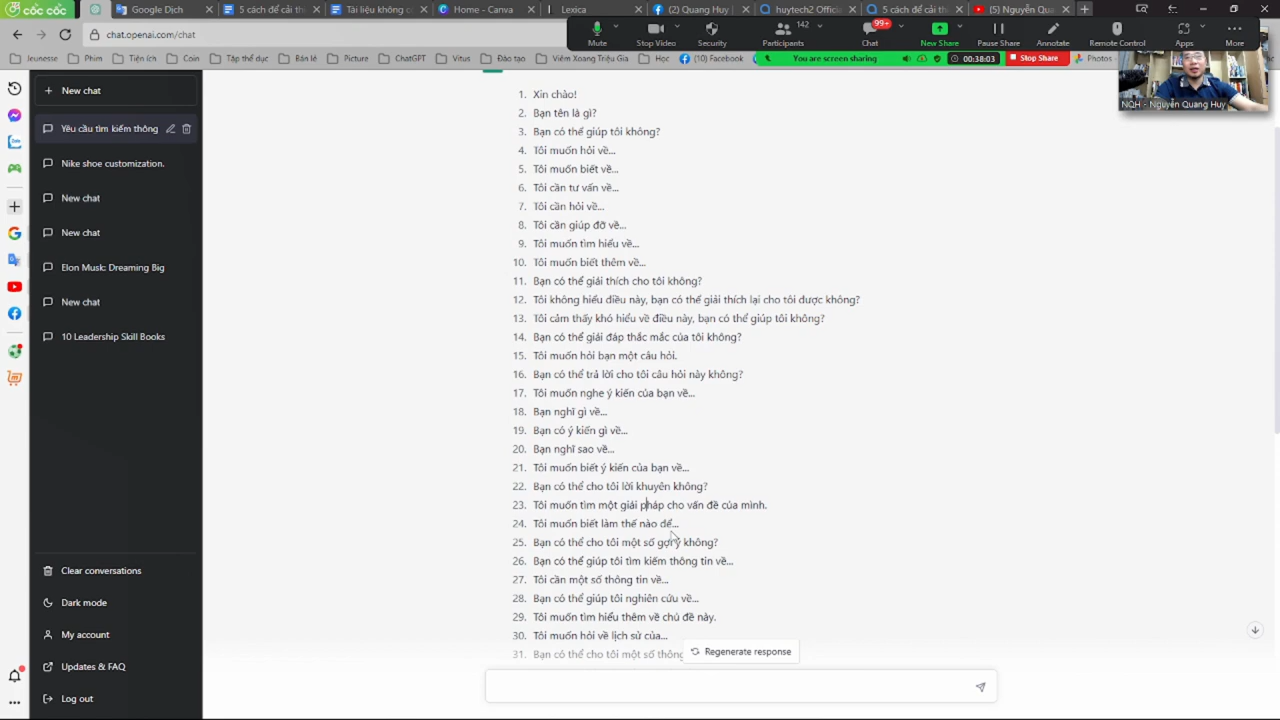 CỐC CỐC
Google Dịch
5 cách để cải thi
Tài liệu không c
Home - Canva
Lexica
(2) Quang Huy |
huytech2 Officia
5 cách để cải th
(5) Nguyễn Qua
chat.openai.com/chat
Mute
Stop Video
Security
142
Participants
99+
Chat
New Share
Pause Share
Annotate
Remote Control
Apps
More
Jeunesse
Phim
Tiện ích
Coin
Tập thể dục
Bán lẻ
Picture
ChatGPT
Vitus
Đào tạo
Viêm Xoang Triệu Gia
Học
(10) Facebook
You are screen sharing
00:38:03
Stop Share
Photos
NQH - Nguyễn Quang Huy
New chat
Yêu cầu tìm kiếm thông
Nike shoe customization.
New chat
New chat
Elon Musk: Dreaming Big
New chat
10 Leadership Skill Books
Clear conversations
Dark mode
My account
Updates & FAQ
Log out
1. Xin chào!
2. Bạn tên là gì?
3. Bạn có thể giúp tôi không?
4. Tôi muốn hỏi về...
5. Tôi muốn biết về...
6. Tôi cần tư vấn về...
7. Tôi cần hỏi về...
8. Tôi cần giúp đỡ về...
9. Tôi muốn tìm hiểu về...
10. Tôi muốn biết thêm về...
11. Bạn có thể giải thích cho tôi không?
12. Tôi không hiểu điều này, bạn có thể giải thích lại cho tôi được không?
13. Tôi cảm thấy khó hiểu về điều này, bạn có thể giúp tôi không?
14. Bạn có thể giải đáp thắc mắc của tôi không?
15. Tôi muốn hỏi bạn một câu hỏi.
16. Bạn có thể trả lời cho tôi câu hỏi này không?
17. Tôi muốn nghe ý kiến của bạn về...
18. Bạn nghĩ gì về...
19. Bạn có ý kiến gì về...
20. Bạn nghĩ sao về...
21. Tôi muốn biết ý kiến của bạn về...
22. Bạn có thể cho tôi lời khuyên không?
23. Tôi muốn tìm một giải pháp cho vấn đề của mình.
24. Tôi muốn biết làm thế nào để...
25. Bạn có thể cho tôi một số gợi ý không?
26. Bạn có thể giúp tôi tìm kiếm thông tin về...
27. Tôi cần một số thông tin về...
28. Bạn có thể giúp tôi nghiên cứu về...
29. Tôi muốn tìm hiểu thêm về chủ đề này.
30. Tôi muốn hỏi về lịch sử của...
31. Bạn có thể cho tôi một số thông
Regenerate response